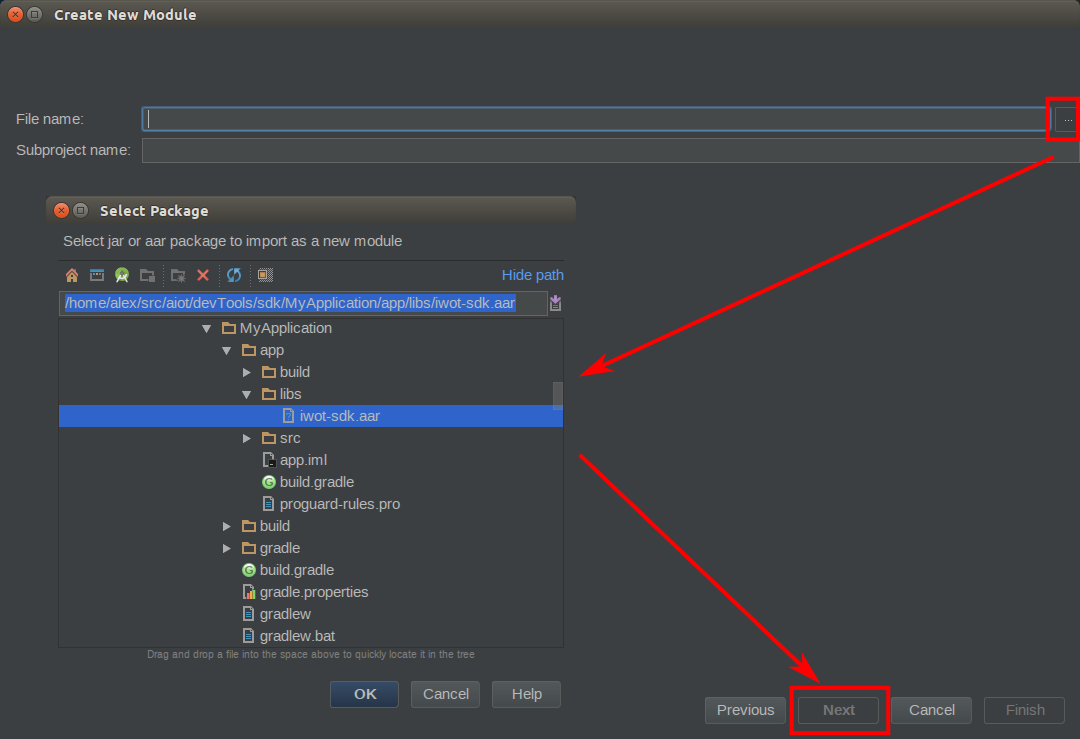 Create New Module
File name:
...
Subproject name:
Select Package
Select jar or aar package to import as a new module
Hide path
/home/alex/src/aiot/devTools/sdk/MyApplication/app/libs/iwot-sdk.aar
MyApplication
app
build
libs
iwot-sdk.aar
src
app.iml
build.gradle
proguard-rules.pro
build
gradle
build.gradle
gradle.properties
gradlew
gradlew.bat
Drag and drop a file into the space above to quickly locate it in the tree
OK Cancel Help
Previous Next Cancel Finish